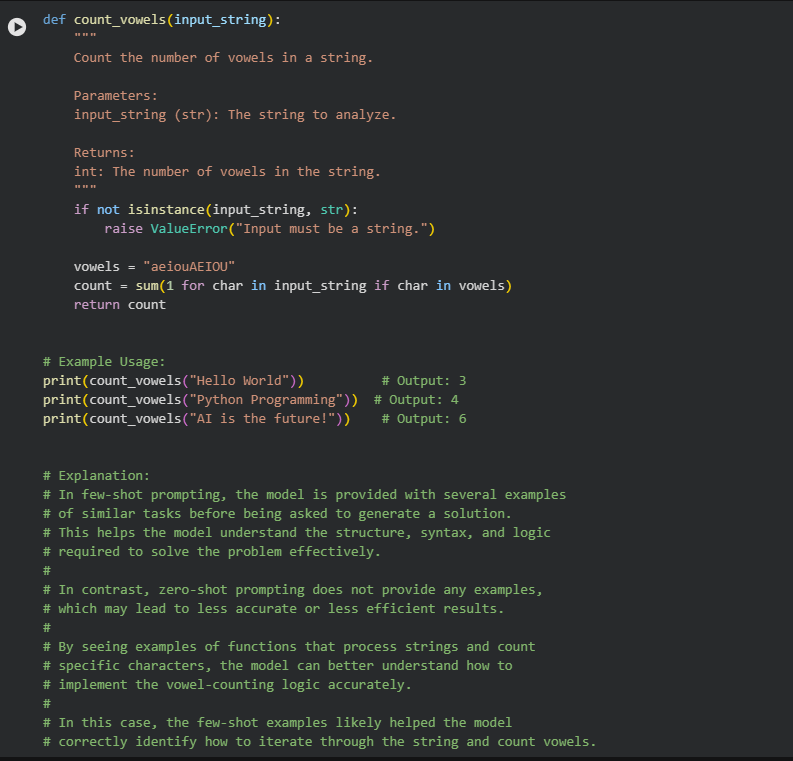 def count_vowels(input_string):
    """
    Count the number of vowels in a string.

    Parameters:
    input_string (str): The string to analyze.

    Returns:
    int: The number of vowels in the string.
    """
    if not isinstance(input_string, str):
        raise ValueError("Input must be a string.")

    vowels = "aeiouAEIOU"
    count = sum(1 for char in input_string if char in vowels)
    return count


# Example Usage:
print(count_vowels("Hello World"))          # Output: 3
print(count_vowels("Python Programming"))  # Output: 4
print(count_vowels("AI is the future!"))    # Output: 6


# Explanation:
# In few-shot prompting, the model is provided with several examples
# of similar tasks before being asked to generate a solution.
# This helps the model understand the structure, syntax, and logic
# required to solve the problem effectively.
#
# In contrast, zero-shot prompting does not provide any examples,
# which may lead to less accurate or less efficient results.
#
# By seeing examples of functions that process strings and count
# specific characters, the model can better understand how to
# implement the vowel-counting logic accurately.
#
# In this case, the few-shot examples likely helped the model
# correctly identify how to iterate through the string and count vowels.